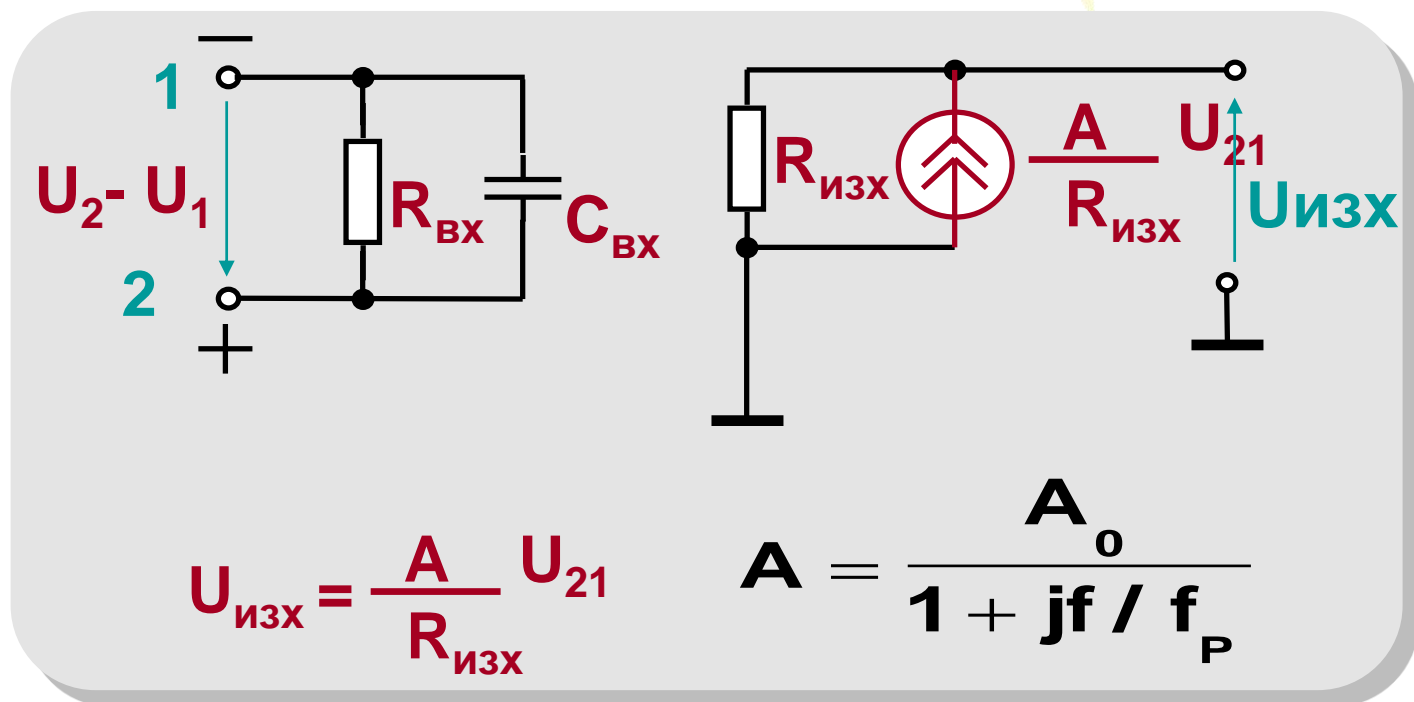 −
1
U₂- U₁
2
+
Rвх
Cвх
Rизх
A
Rизх
U₂₁
Uизх
Uизх = A / Rизх U₂₁
A = A₀ / 1 + jf / fₚ